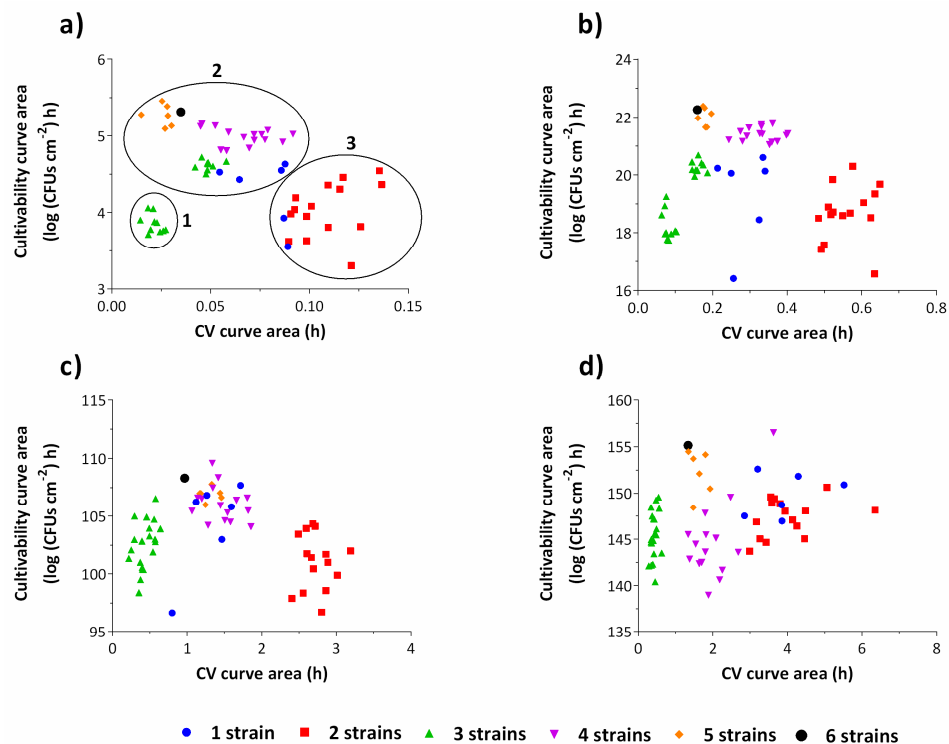 a)
Cultivability curve area
(log (CFUs cm⁻²) h)
6
5
4
3
1
2
3
0.00 0.05 0.10 0.15
CV curve area (h)
b)
Cultivability curve area
(log (CFUs cm⁻²) h)
24
22
20
18
16
0.0 0.2 0.4 0.6 0.8
CV curve area (h)
c)
Cultivability curve area
(log (CFUs cm⁻²) h)
115
110
105
100
95
0 1 2 3 4
CV curve area (h)
d)
Cultivability curve area
(log (CFUs cm⁻²) h)
160
155
150
145
140
135
0 2 4 6 8
CV curve area (h)
1 strain 2 strains 3 strains 4 strains 5 strains 6 strains